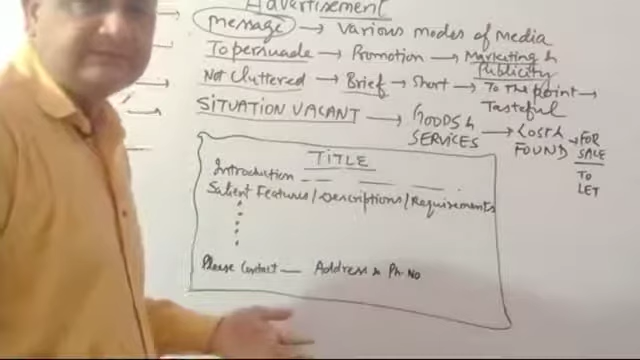 Advertisement
message → Various modes of Media
To persuade → Promotion → Marketing & Publicity
Not Cluttered → Brief → Short → To the point → Tasteful
SITUATION VACANT → GOODS & SERVICES → LOST & FOUND → FOR SALE
TO LET
TITLE
Introduction
Salient Features/Descriptions/Requirements
Please Contact — Address & Ph. No